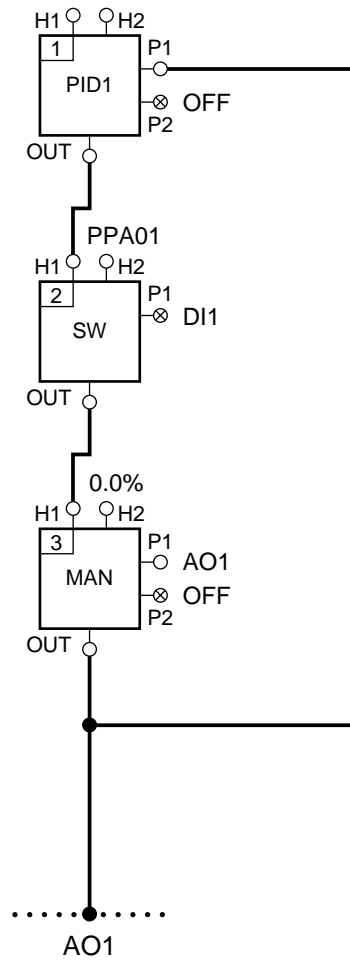 H1 H2
1 P1
PID1
OFF
P2
OUT
PPA01
H1 H2
2 P1
SW DI1
OUT
0.0%
H1 H2
3 P1
AO1
MAN
OFF
P2
OUT
AO1